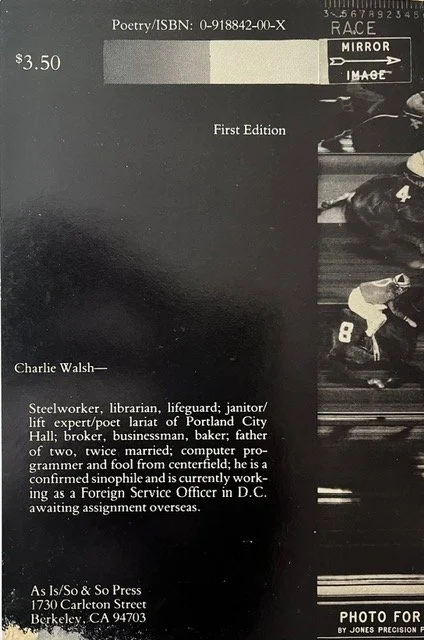 Poetry/ISBN: 0-918842-00-X
$3.50
RACE
MIRROR
IMAGE
First Edition
4
8
Charlie Walsh—
Steelworker, librarian, lifeguard; janitor/
lift expert/poet lariat of Portland City
Hall; broker, businessman, baker; father
of two, twice married; computer pro-
grammer and fool from centerfield; he is a
confirmed sinophile and is currently work-
ing as a Foreign Service Officer in D.C.
awaiting assignment overseas.
As Is/So & So Press
1730 Carleton Street
Berkeley, CA 94703
PHOTO FOR
BY JONES PRECISION P